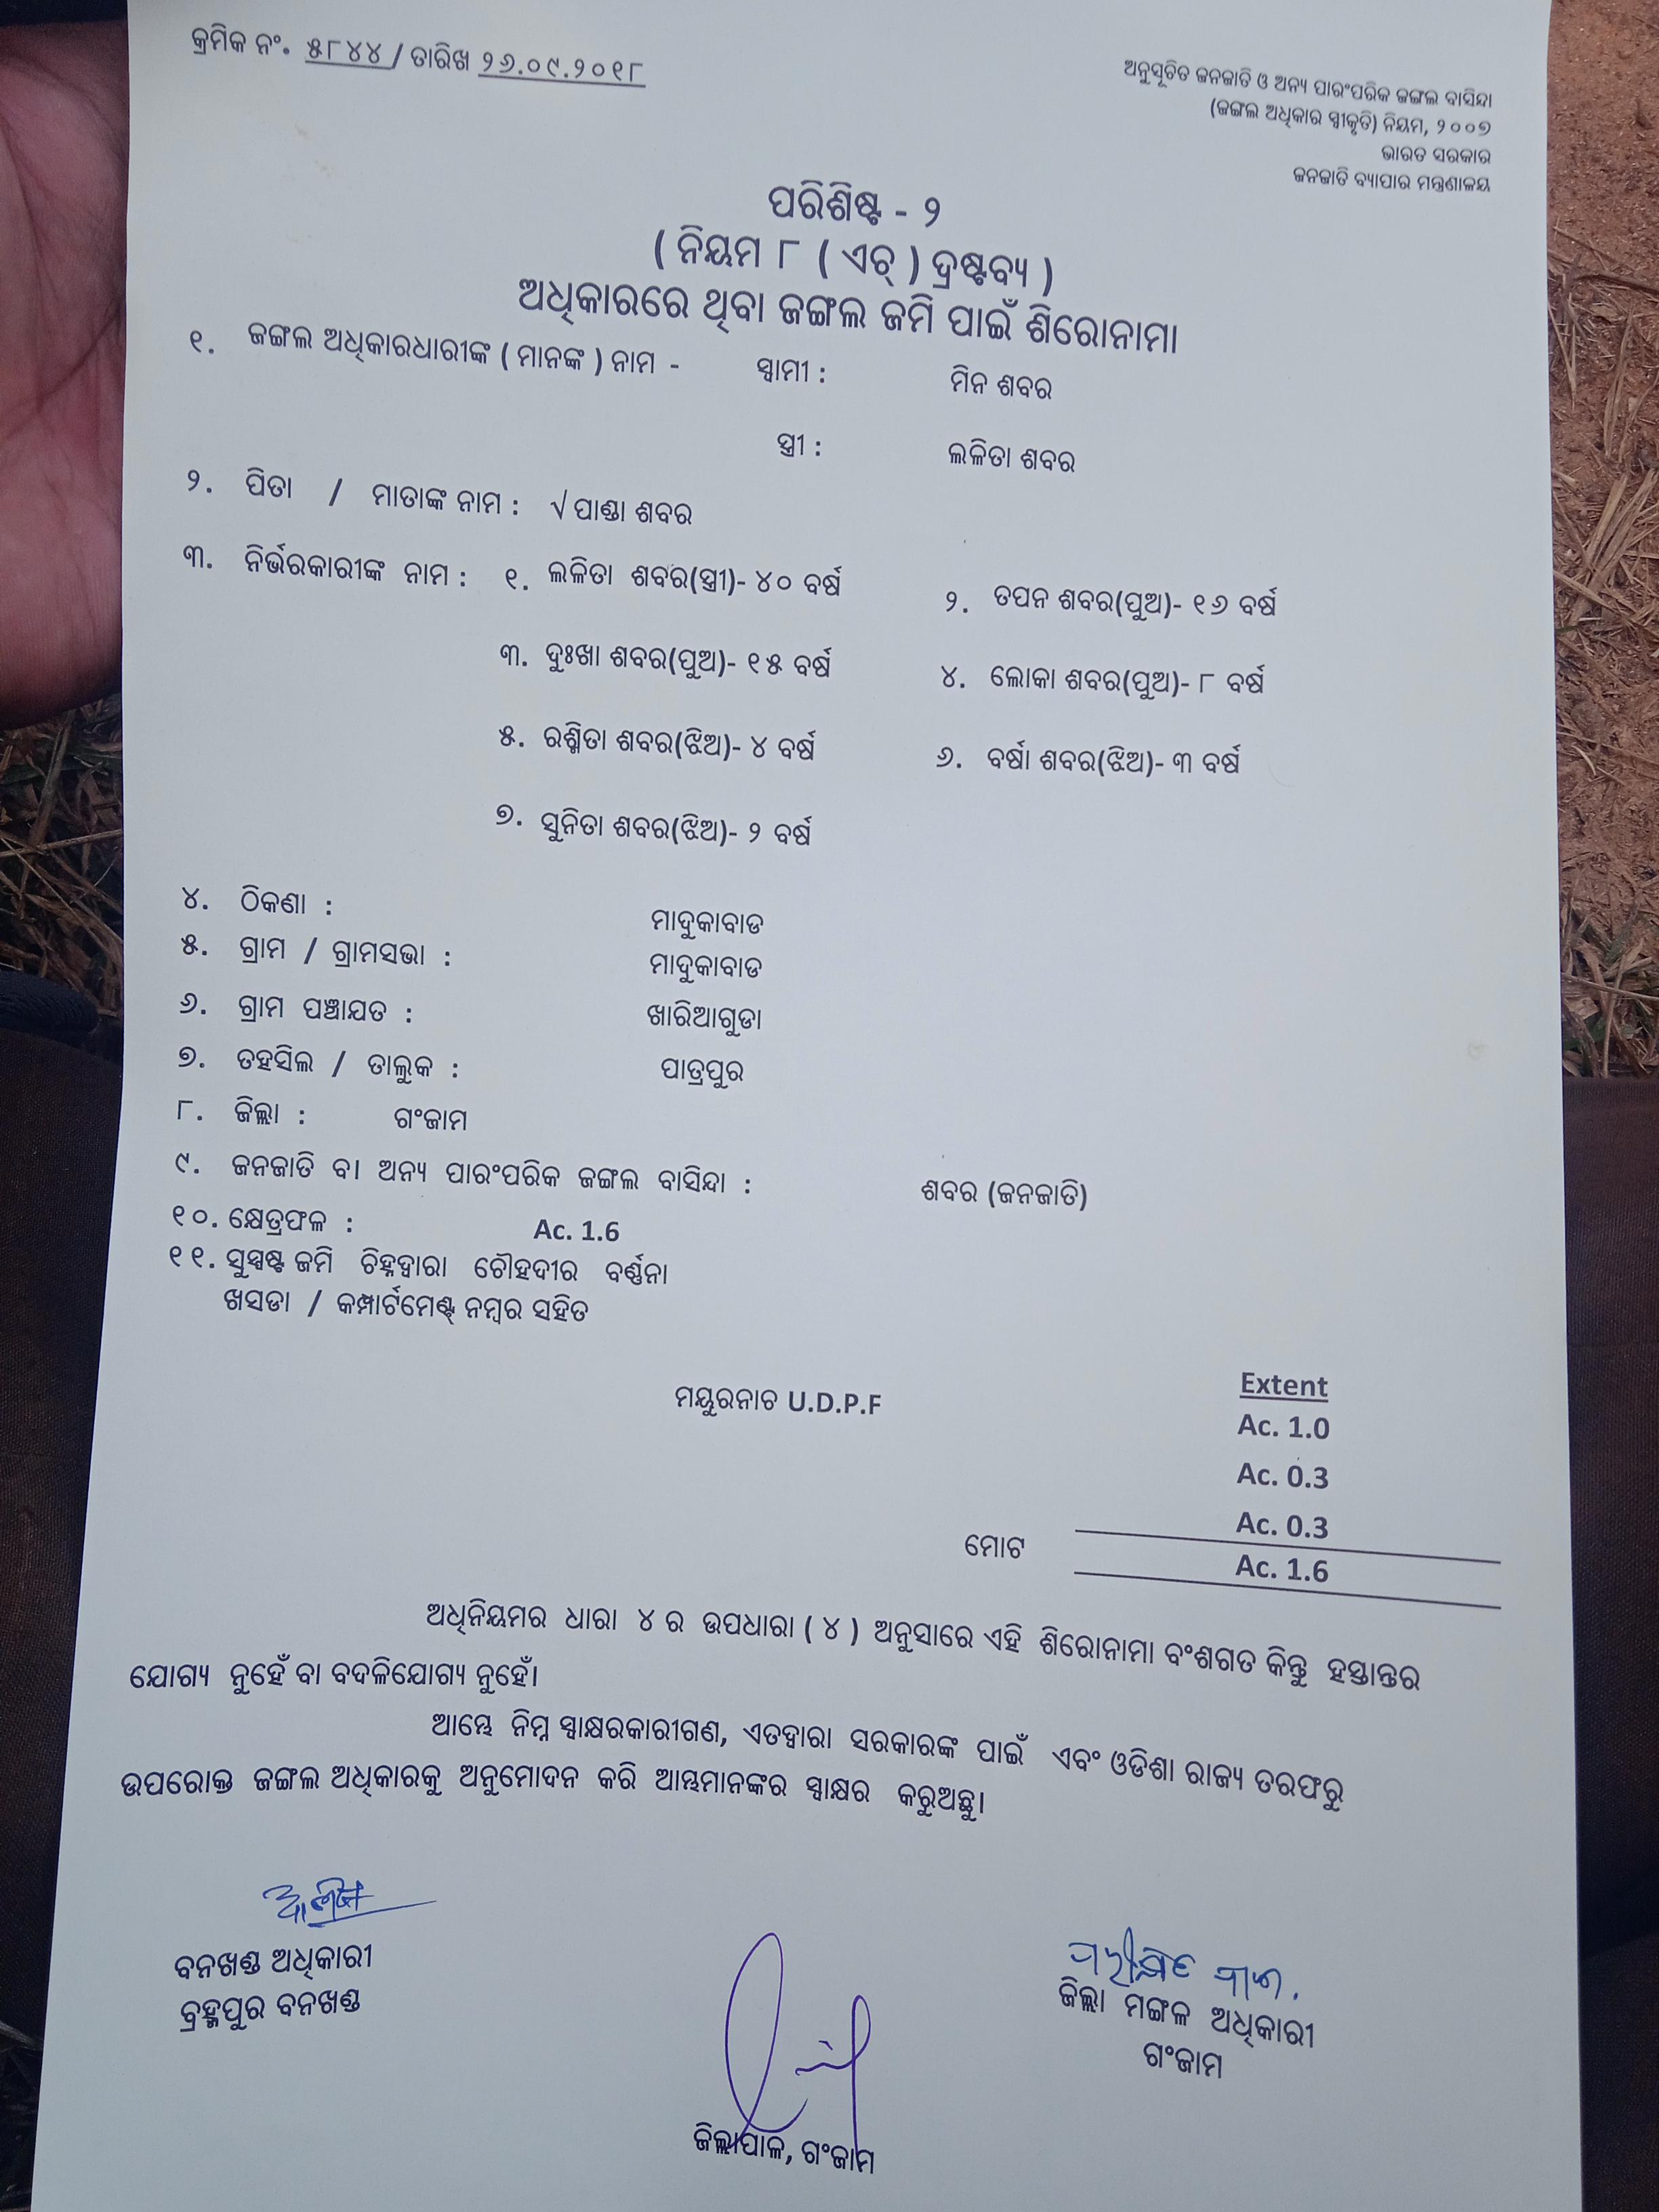 କ୍ରମିକ ନଂ. ୫୮୪୪ / ତାରିଖ ୨୬.୦୯.୨୦୧୮
ଅନୁସୂଚିତ ଜନଜାତି ଓ ଅନ୍ୟ ପାରଂପରିକ ଜଙ୍ଗଲ ବାସିନ୍ଦା
(ଜଙ୍ଗଲ ଅଧିକାର ସ୍ୱୀକୃତି) ନିୟମ, ୨୦୦୭
ଭାରତ ସରକାର
ଜନଜାତି ବ୍ୟାପାର ମନ୍ତ୍ରଣାଳୟ
ପରିଶିଷ୍ଟ - ୨
( ନିୟମ ୮ ( ଏଚ୍ ) ଦ୍ରଷ୍ଟବ୍ୟ )
ଅଧିକାରରେ ଥିବା ଜଙ୍ଗଲ ଜମି ପାଇଁ ଶିରୋନାମା
୧. ଜଙ୍ଗଲ ଅଧିକାରଧାରୀଙ୍କ ( ମାନଙ୍କ ) ନାମ - ସ୍ୱାମୀ : ମିନ ଶବର
ସ୍ତ୍ରୀ : ଲଳିତା ଶବର
୨. ପିତା / ମାତାଙ୍କ ନାମ : √ ପାଣ୍ଡା ଶବର
୩. ନିର୍ଭରକାରୀଙ୍କ ନାମ : ୧. ଲଳିତା ଶବର(ସ୍ତ୍ରୀ)- ୪୦ ବର୍ଷ ୨. ତପନ ଶବର(ପୁଅ)- ୧୬ ବର୍ଷ
୩. ଦୁଃଖୀ ଶବର(ପୁଅ)- ୧୫ ବର୍ଷ ୪. ଲୋକା ଶବର(ପୁଅ)- ୮ ବର୍ଷ
୫. ରଶ୍ମିତା ଶବର(ଝିଅ)- ୪ ବର୍ଷ ୬. ବର୍ଷା ଶବର(ଝିଅ)- ୩ ବର୍ଷ
୭. ସୁନିତା ଶବର(ଝିଅ)- ୨ ବର୍ଷ
୪. ଠିକଣା : ମାଦୁକାବାଡ
୫. ଗ୍ରାମ / ଗ୍ରାମସଭା : ମାଦୁକାବାଡ
୬. ଗ୍ରାମ ପଞ୍ଚାଯତ : ଖାରିଆଗୁଡା
୭. ତହସିଲ / ତାଲୁକ : ପାତ୍ରପୁର
୮. ଜିଲ୍ଲା : ଗଂଜାମ
୯. ଜନଜାତି ବା ଅନ୍ୟ ପାରଂପରିକ ଜଙ୍ଗଲ ବାସିନ୍ଦା : ଶବର (ଜନଜାତି)
୧୦. କ୍ଷେତ୍ରଫଳ : Ac. 1.6
୧୧. ସୁସ୍ପଷ୍ଟ ଜମି ଚିହ୍ନଦ୍ୱାରା ଚୌହଦୀର ବର୍ଣ୍ଣନା
ଖସଡା / କମ୍ପାର୍ଟମେଣ୍ଟ୍ ନମ୍ବର ସହିତ
Extent
ମୟୁରନାଚ U.D.P.F Ac. 1.0
Ac. 0.3
Ac. 0.3
ମୋଟ Ac. 1.6
ଅଧିନିୟମର ଧାରା ୪ ର ଉପଧାରା ( ୪ ) ଅନୁସାରେ ଏହି ଶିରୋନାମା ବଂଶଗତ କିନ୍ତୁ ହସ୍ତାନ୍ତର
ଯୋଗ୍ୟ ନୁହେଁ ବା ବଦଳିଯୋଗ୍ୟ ନୁହେଁ।
ଆମ୍ଭେ ନିମ୍ନ ସ୍ୱାକ୍ଷରକାରୀଗଣ, ଏତଦ୍ୱାରା ସରକାରଙ୍କ ପାଇଁ ଏବଂ ଓଡିଶା ରାଜ୍ୟ ତରଫରୁ
ଉପରୋକ୍ତ ଜଙ୍ଗଲ ଅଧିକାରକୁ ଅନୁମୋଦନ କରି ଆମ୍ଭମାନଙ୍କର ସ୍ୱାକ୍ଷର କରୁଅଛୁ।
ବନଖଣ୍ଡ ଅଧିକାରୀ
ବ୍ରହ୍ମପୁର ବନଖଣ୍ଡ
ଜିଲ୍ଲା ମଙ୍ଗଳ ଅଧିକାରୀ
ଗଂଜାମ
ଜିଲ୍ଲାପାଳ, ଗଂଜାମ